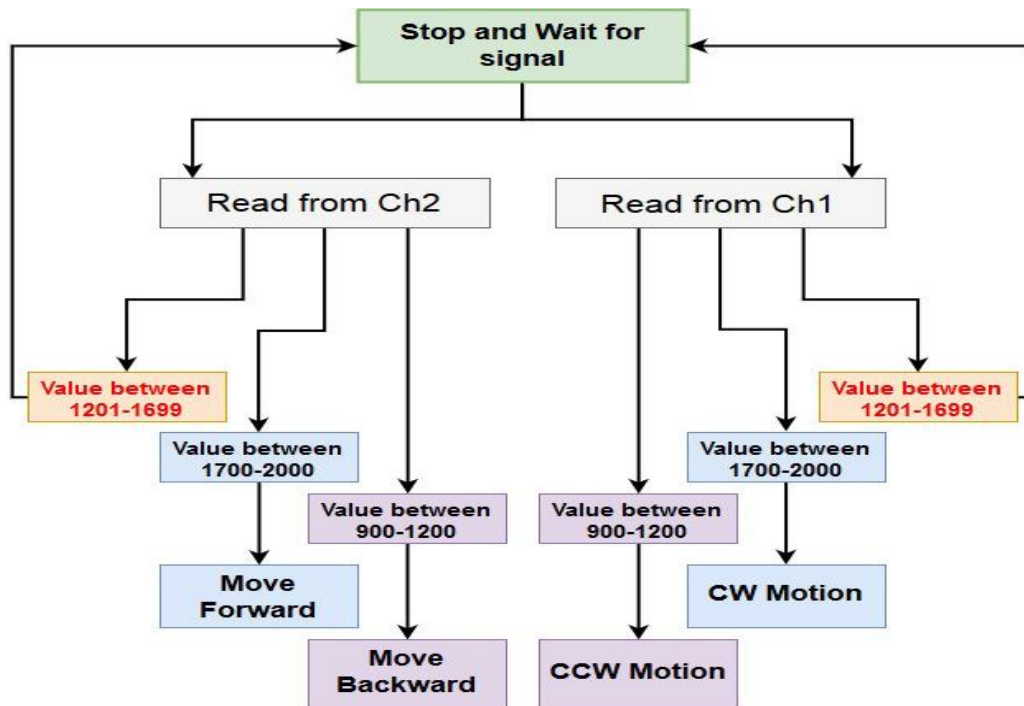 Stop and Wait for
signal
Read from Ch2
Read from Ch1
Value between
1201-1699
Value between
1201-1699
Value between
1700-2000
Value between
1700-2000
Value between
900-1200
Value between
900-1200
Move
Forward
CW Motion
Move
Backward
CCW Motion